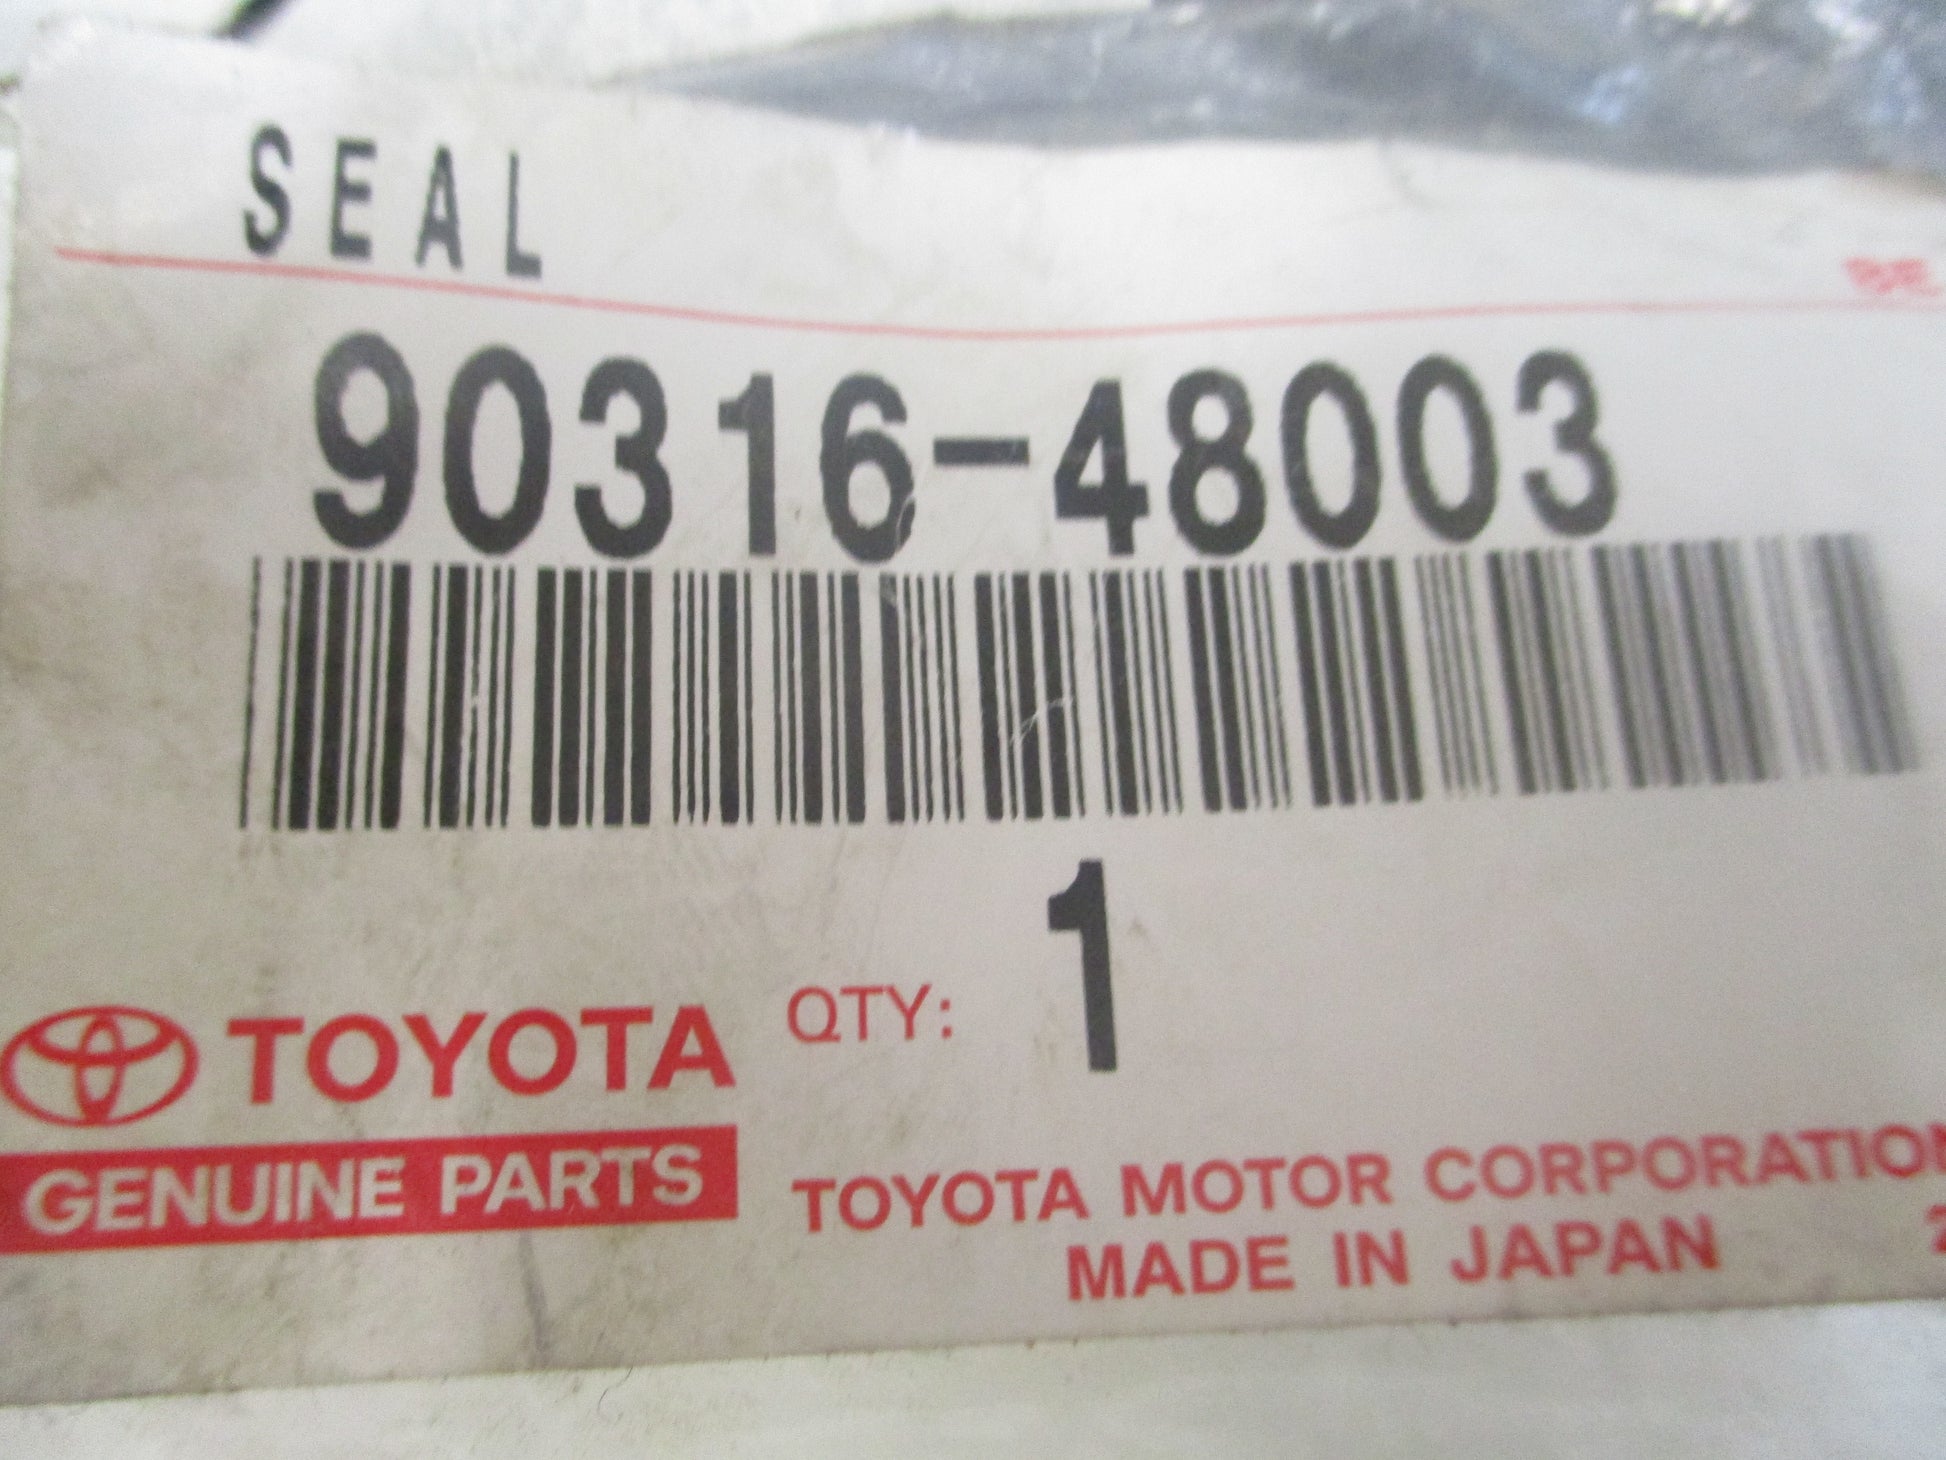 SEAL
90316-48003
QTY: 1
TOYOTA
GENUINE PARTS
TOYOTA MOTOR CORPORATION
MADE IN JAPAN